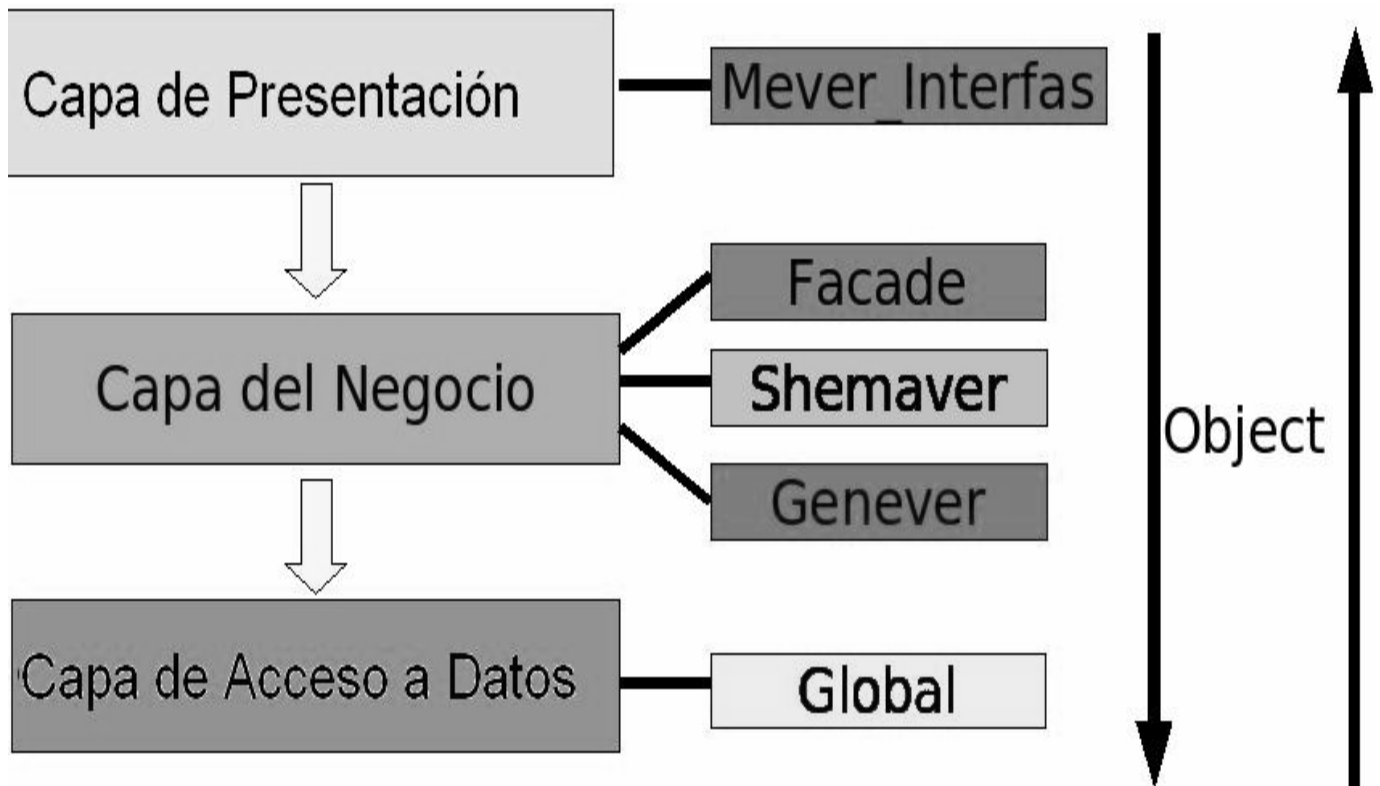 Capa de Presentación
Mever_Interfas
Facade
Capa del Negocio
Shemaver
Object
Genever
Capa de Acceso a Datos
Global